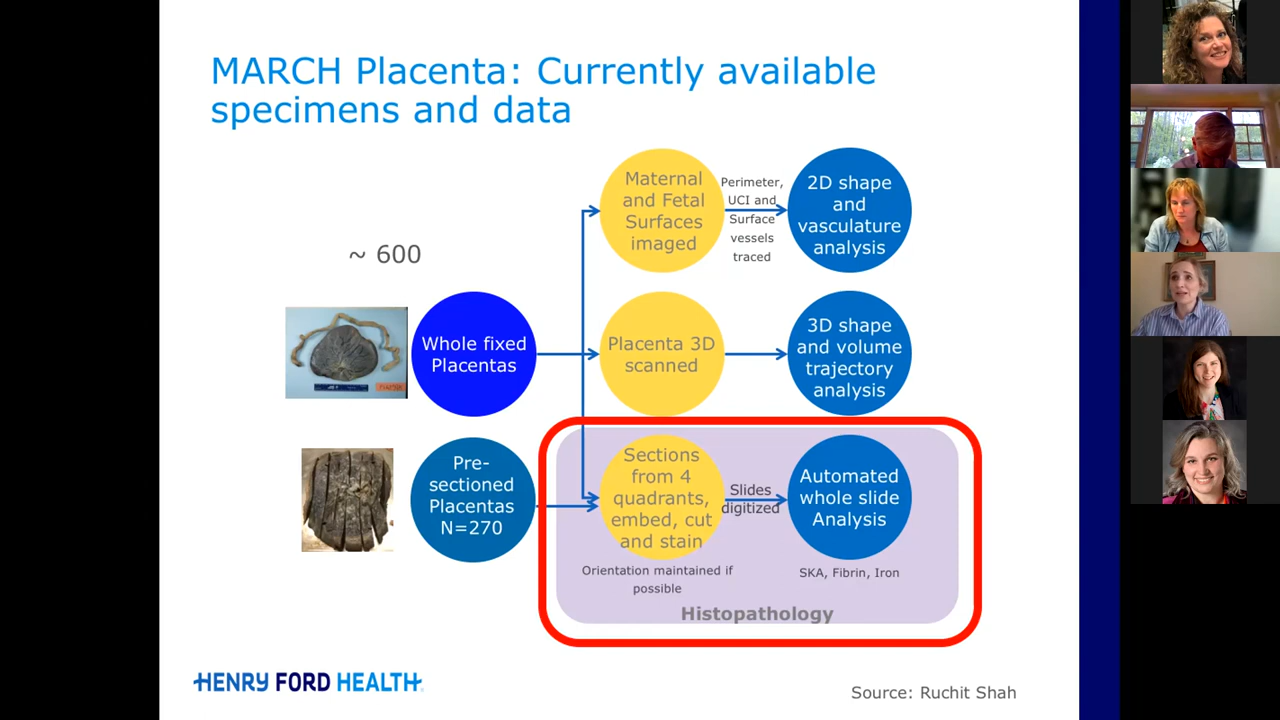 MARCH Placenta: Currently available
specimens and data
~ 600
Maternal
and Fetal
Surfaces
imaged
Perimeter,
UCI and
Surface
vessels
traced
2D shape
and
vasculature
analysis
Whole fixed
Placentas
Placenta 3D
scanned
3D shape
and volume
trajectory
analysis
Pre-
sectioned
Placentas
N=270
Sections
from 4
quadrants,
embed, cut
and stain
Slides
digitized
Automated
whole slide
Analysis
Orientation maintained if
possible
SKA, Fibrin, Iron
Histopathology
HENRY FORD HEALTH
Source: Ruchit Shah